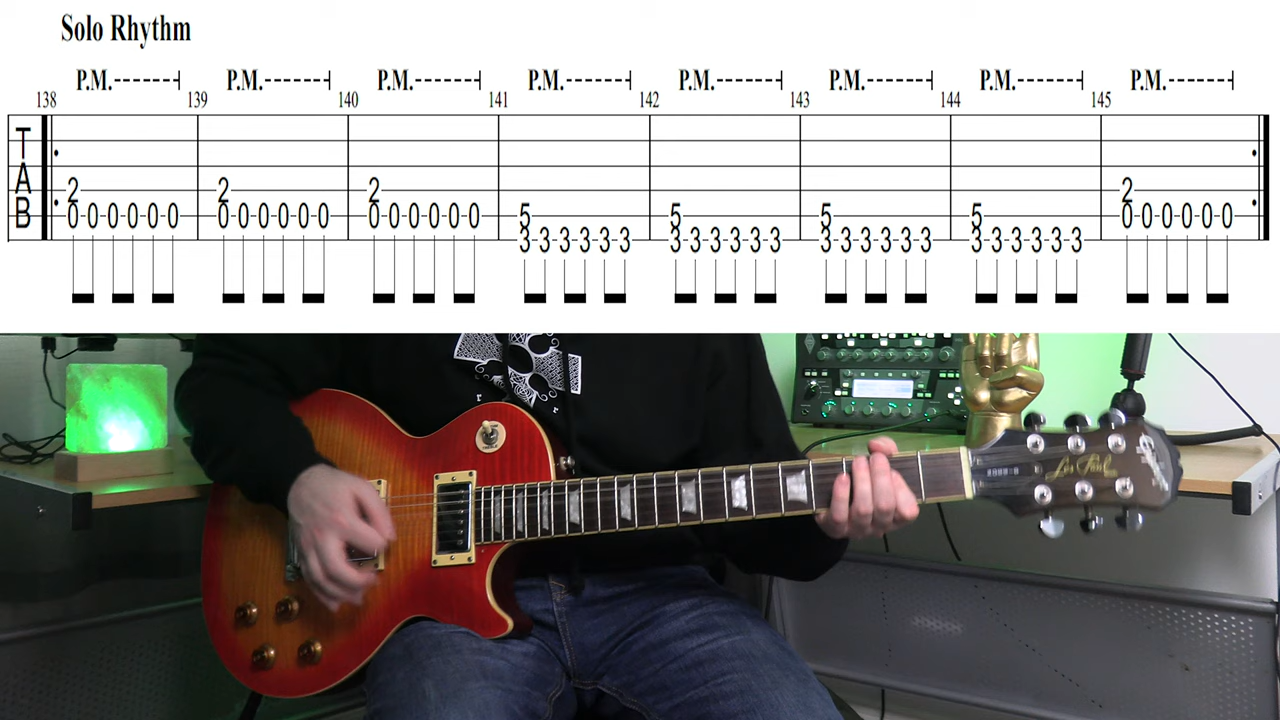 Solo Rhythm
P.M. P.M. P.M. P.M. P.M. P.M. P.M. P.M.
138 139 140 141 142 143 144 145
T
A
B
2 2 2 2
0 0 0 0 0 0 0 0 0 0 0 0 0 0 0 0 0 0 5 5 5 5 0 0 0 0 0 0
3 3 3 3 3 3 3 3 3 3 3 3 3 3 3 3 3 3 3 3 3 3 3 3
Les Paul